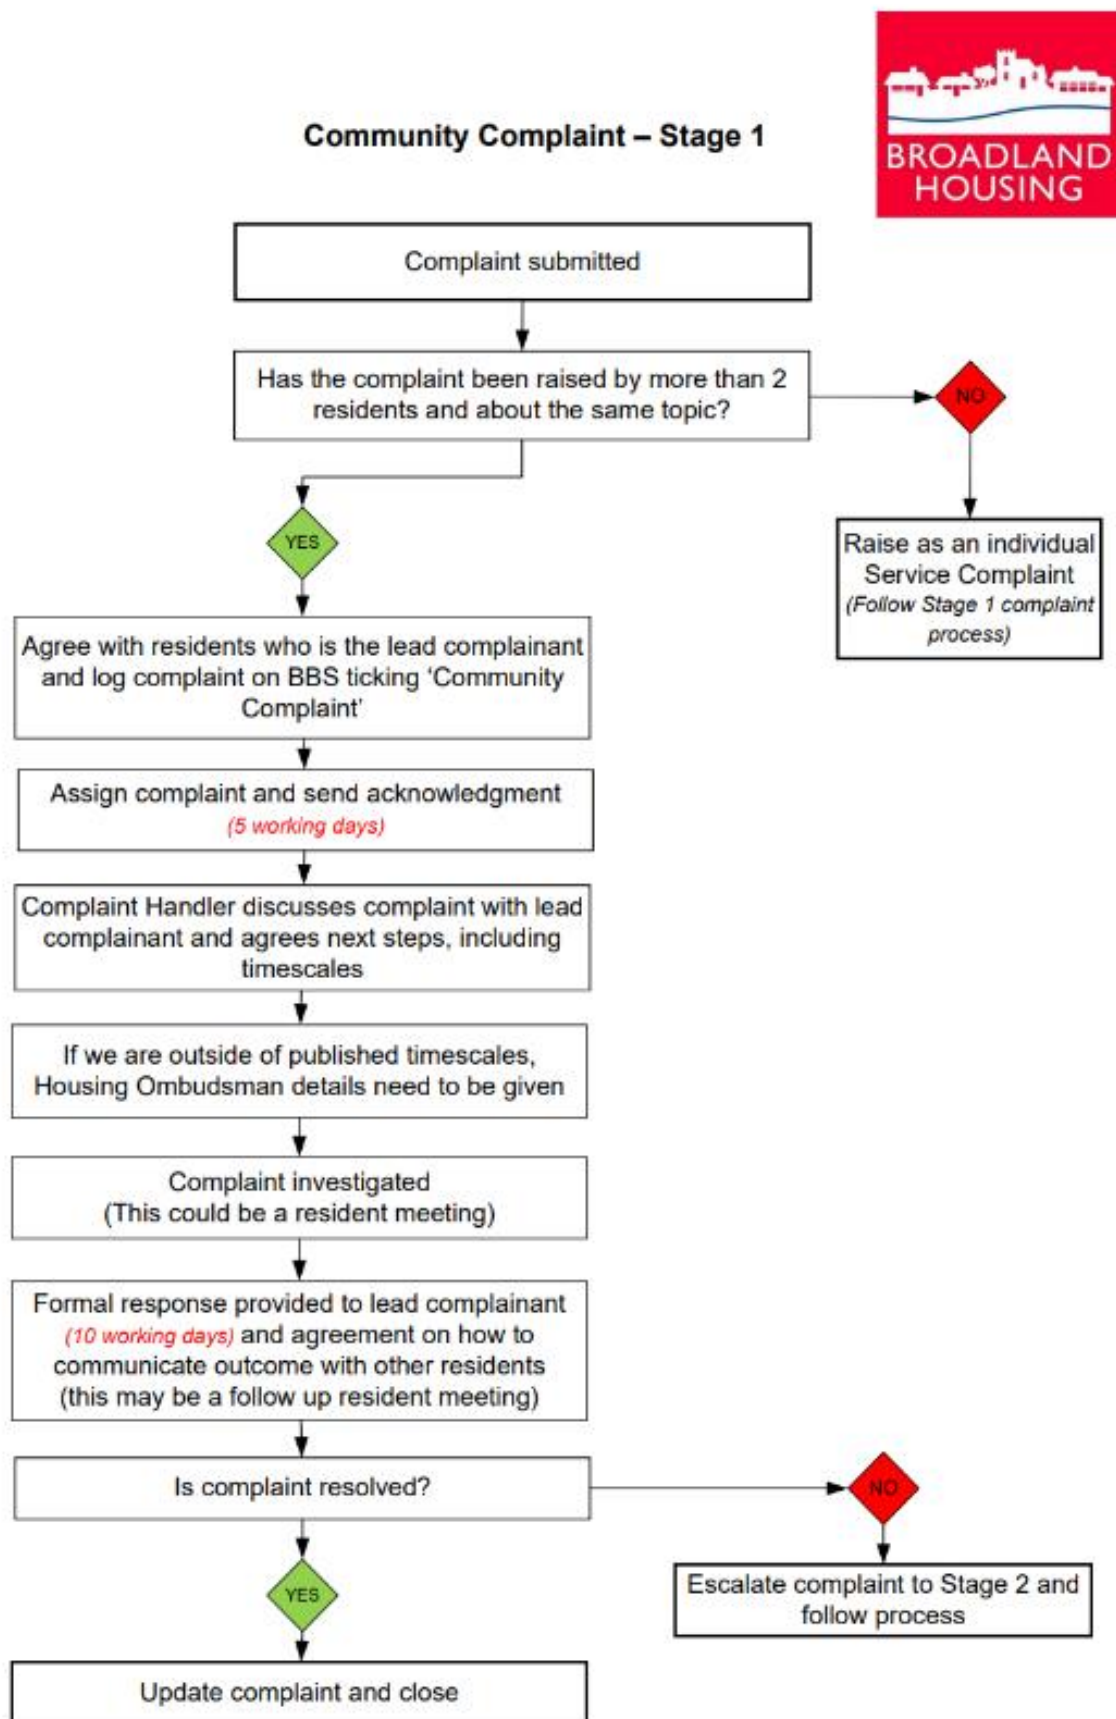 Community Complaint – Stage 1
BROADLAND
HOUSING
Complaint submitted
Has the complaint been raised by more than 2
residents and about the same topic?
NO
Raise as an individual
Service Complaint
(Follow Stage 1 complaint
process)
YES
Agree with residents who is the lead complainant
and log complaint on BBS ticking ‘Community
Complaint’
Assign complaint and send acknowledgment
(5 working days)
Complaint Handler discusses complaint with lead
complainant and agrees next steps, including
timescales
If we are outside of published timescales,
Housing Ombudsman details need to be given
Complaint investigated
(This could be a resident meeting)
Formal response provided to lead complainant
(10 working days) and agreement on how to
communicate outcome with other residents
(this may be a follow up resident meeting)
Is complaint resolved?
NO
Escalate complaint to Stage 2 and
follow process
YES
Update complaint and close